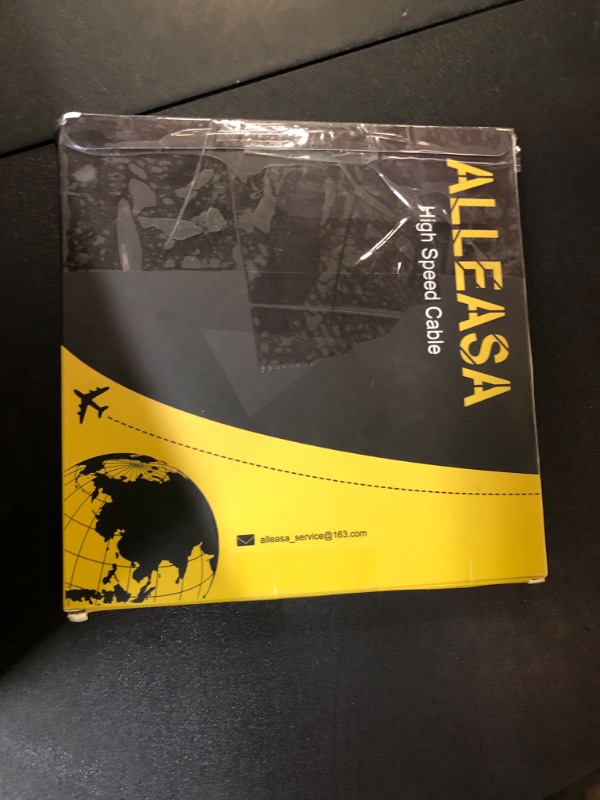 ALLEASA
High Speed Cable
alleasa_service@163.com